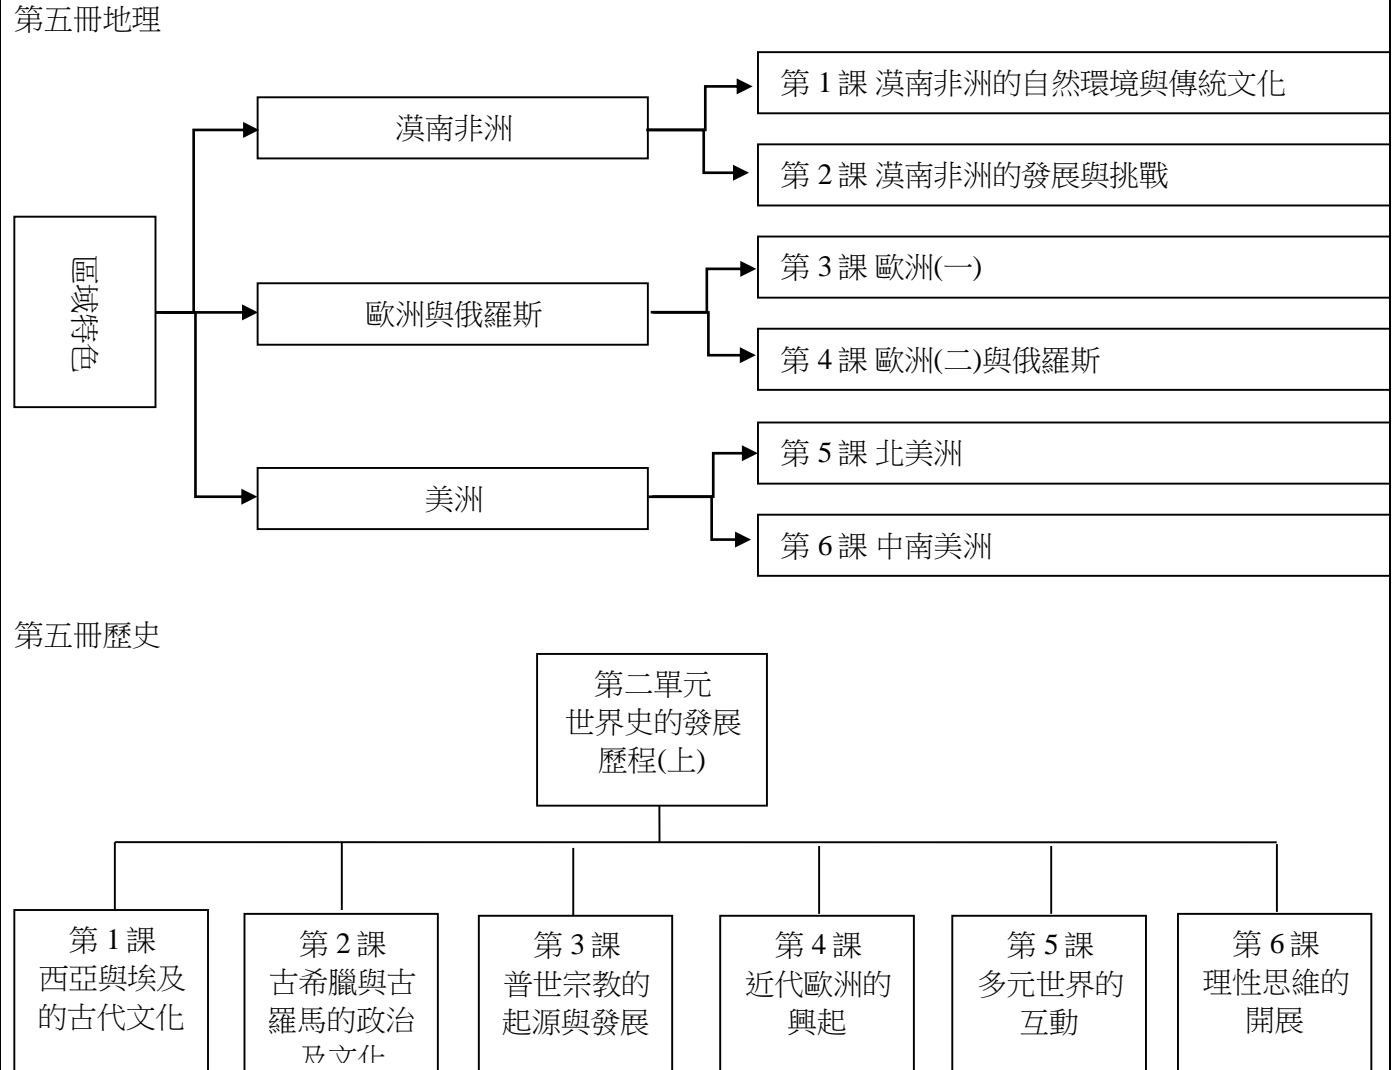 第五冊地理
區域特色
漠南非洲
第 1 課 漠南非洲的自然環境與傳統文化
第 2 課 漠南非洲的發展與挑戰
歐洲與俄羅斯
第 3 課 歐洲(一)
第 4 課 歐洲(二)與俄羅斯
美洲
第 5 課 北美洲
第 6 課 中南美洲
第五冊歷史
第二單元
世界史的發展
歷程(上)
第 1 課
西亞與埃及
的古代文化
第 2 課
古希臘與古
羅馬的政治
及文化
第 3 課
普世宗教的
起源與發展
第 4 課
近代歐洲的
興起
第 5 課
多元世界的
互動
第 6 課
理性思維的
開展